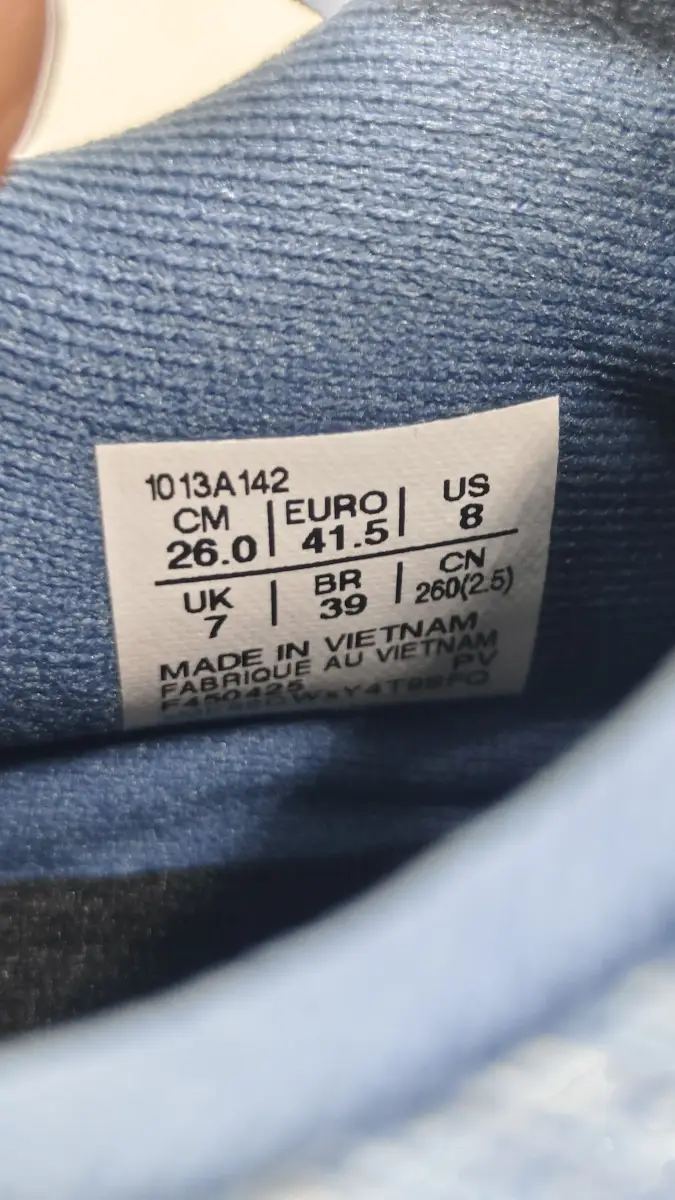 1013A142
CM | EURO | US
26.0 | 41.5 | 8
UK | BR | CN
7 | 39 | 260(2.5)
MADE IN VIETNAM
FABRIQUE AU VIETNAM
PV